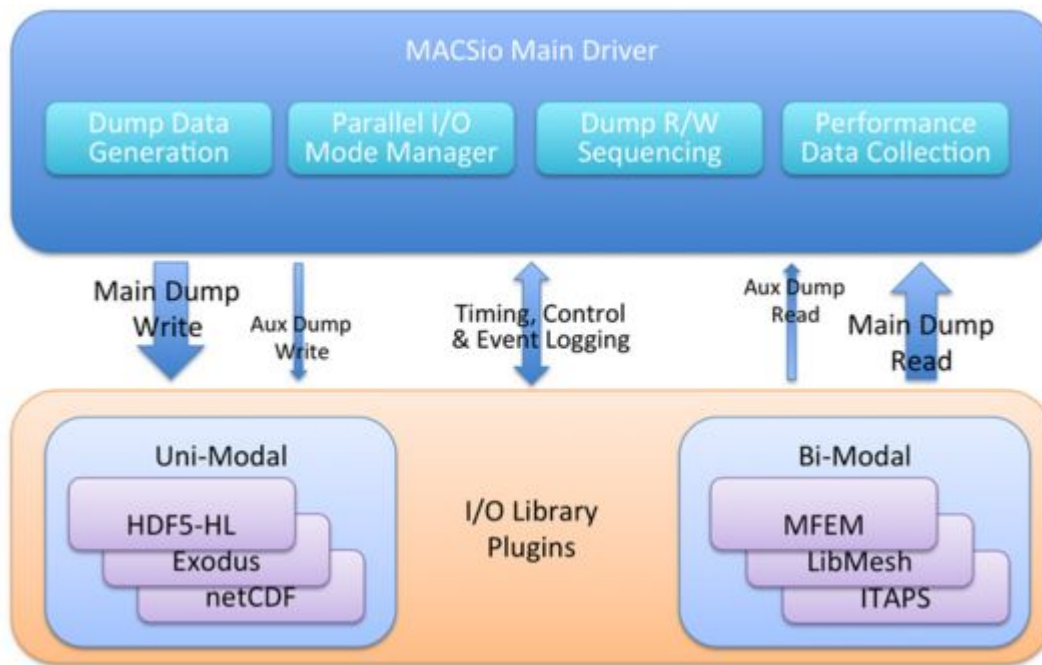 MACSio Main Driver
Dump Data
Generation
Parallel I/O
Mode Manager
Dump R/W
Sequencing
Performance
Data Collection
Main Dump
Write
Aux Dump
Write
Timing, Control
& Event Logging
Aux Dump
Read
Main Dump
Read
Uni-Modal
HDF5-HL
Exodus
netCDF
I/O Library
Plugins
Bi-Modal
MFEM
LibMesh
ITAPS